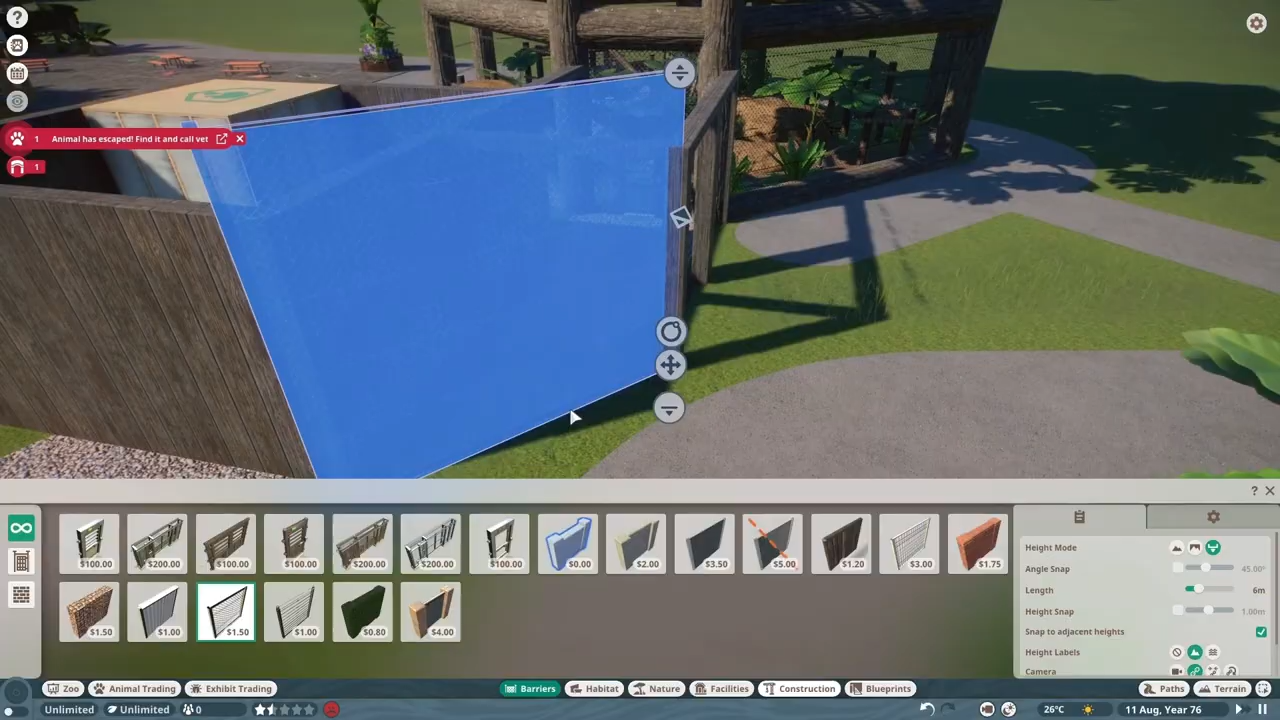 ?
1 Animal has escaped! Find it and call vet
1
?
$100.00 $200.00 $100.00 $100.00 $200.00 $200.00 $100.00 $0.00 $2.00 $3.50 $5.00 $1.20 $3.00 $1.75
$1.50 $1.00 $1.50 $1.00 $0.80 $4.00
Height Mode
Angle Snap 45.00°
Length 6m
Height Snap 1.00m
Snap to adjacent heights
Height Labels
Camera
Zoo Animal Trading Exhibit Trading Barriers Habitat Nature Facilities Construction Blueprints Paths Terrain
Unlimited Unlimited 0 26°C 11 Aug, Year 76